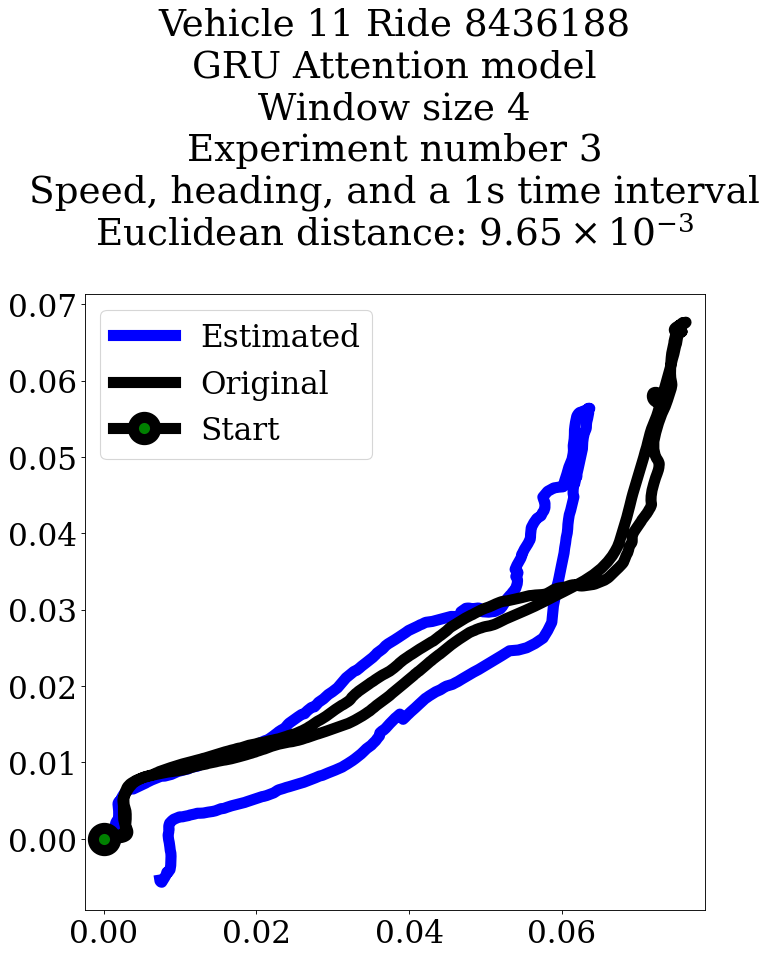 Vehicle 11 Ride 8436188
GRU Attention model
Window size 4
Experiment number 3
Speed, heading, and a 1s time interval
Euclidean distance: 9.65 × 10⁻³
0.07
Estimated
0.06
Original
Start
0.05
0.04
0.03
0.02
0.01
0.00
0.00 0.02 0.04 0.06